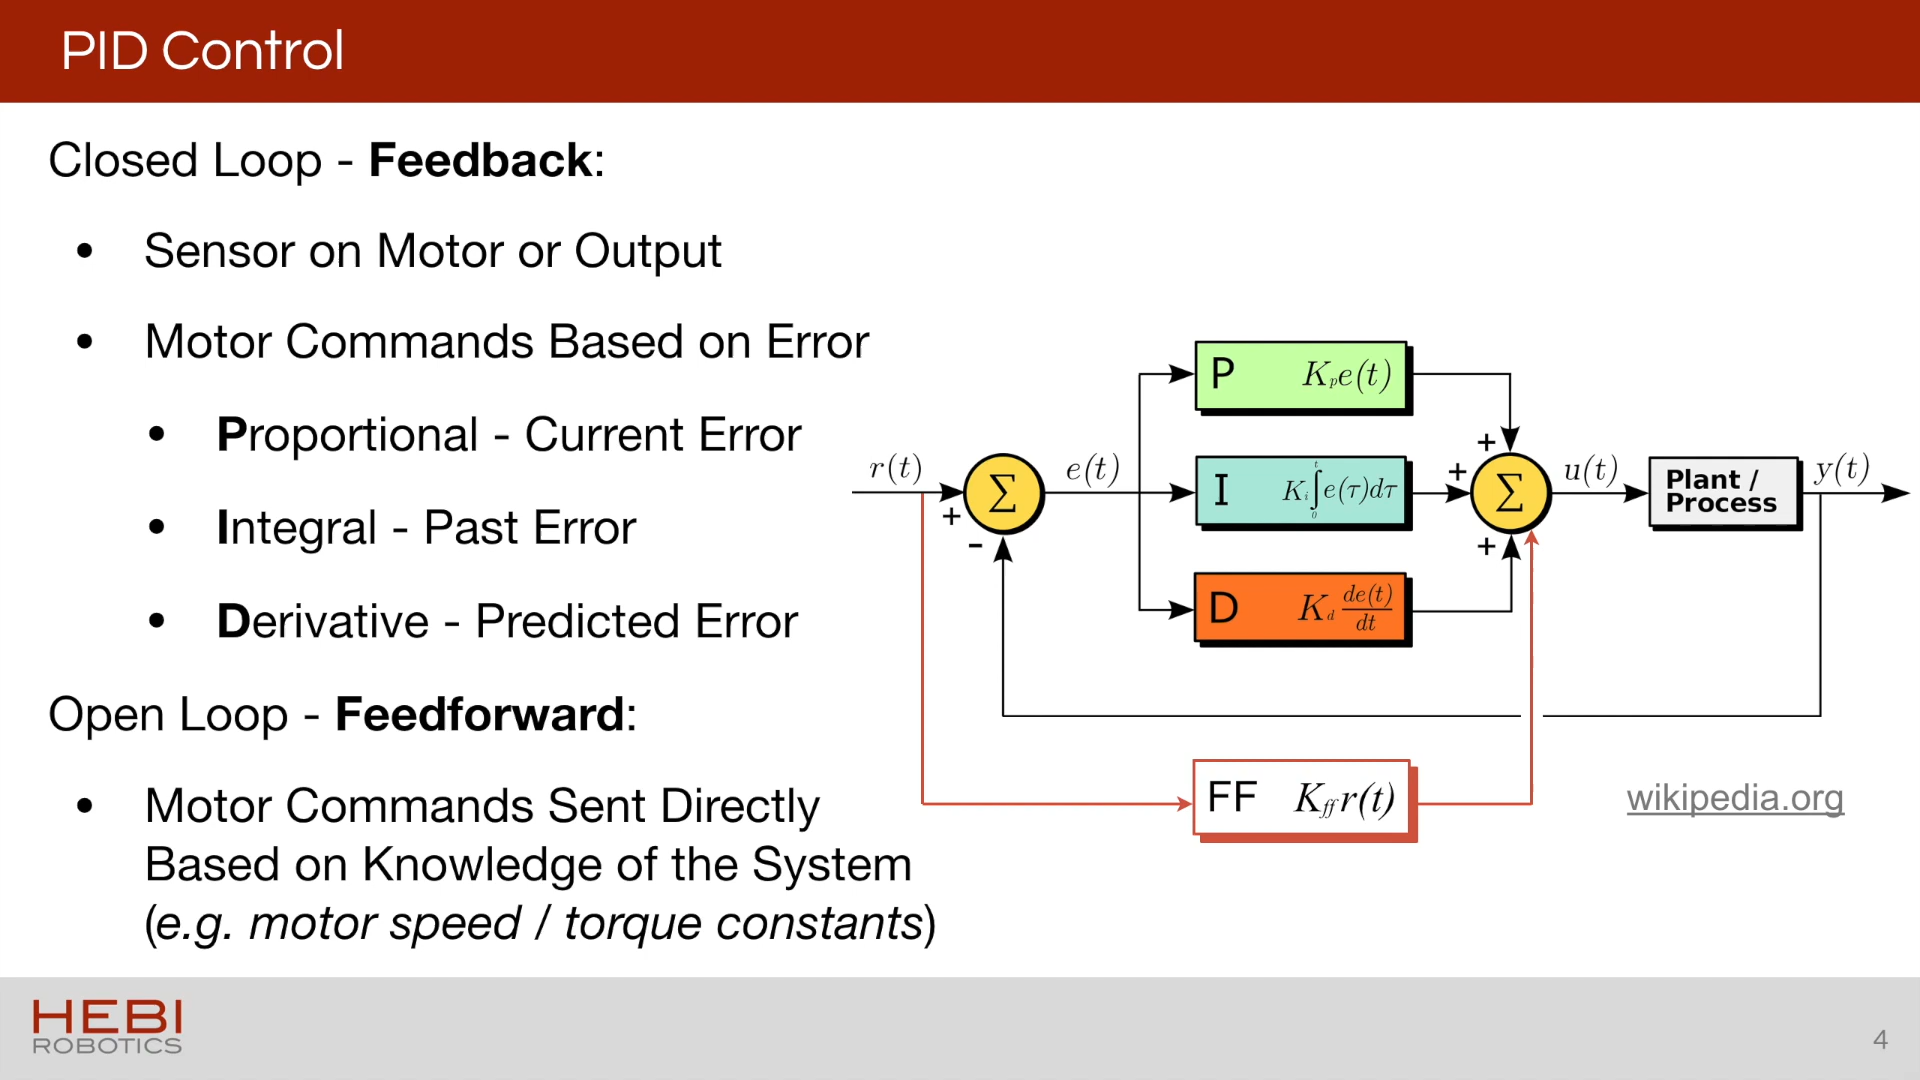 PID Control
Closed Loop - Feedback:
• Sensor on Motor or Output
• Motor Commands Based on Error
• Proportional - Current Error
• Integral - Past Error
• Derivative - Predicted Error
Open Loop - Feedforward:
• Motor Commands Sent Directly
Based on Knowledge of the System
(e.g. motor speed / torque constants)
r(t)
+
-
Σ
e(t)
P K_p e(t)
I K_i ∫_0^t e(τ)dτ
D K_d de(t)/dt
+
+
+
Σ
u(t)
Plant /
Process
y(t)
FF K_ff r(t)
wikipedia.org
HEBI
ROBOTICS
4